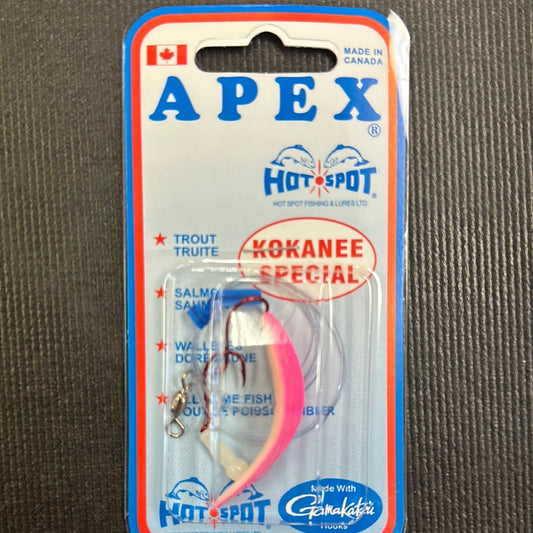 MADE IN
CANADA
APEX
®
HOT SPOT®
HOT SPOT FISHING & LURES LTD.
★ TROUT
TRUITE
KOKANEE
SPECIAL
★
★
★
HOT SPOT
Made With
Gamakatsu
Hooks